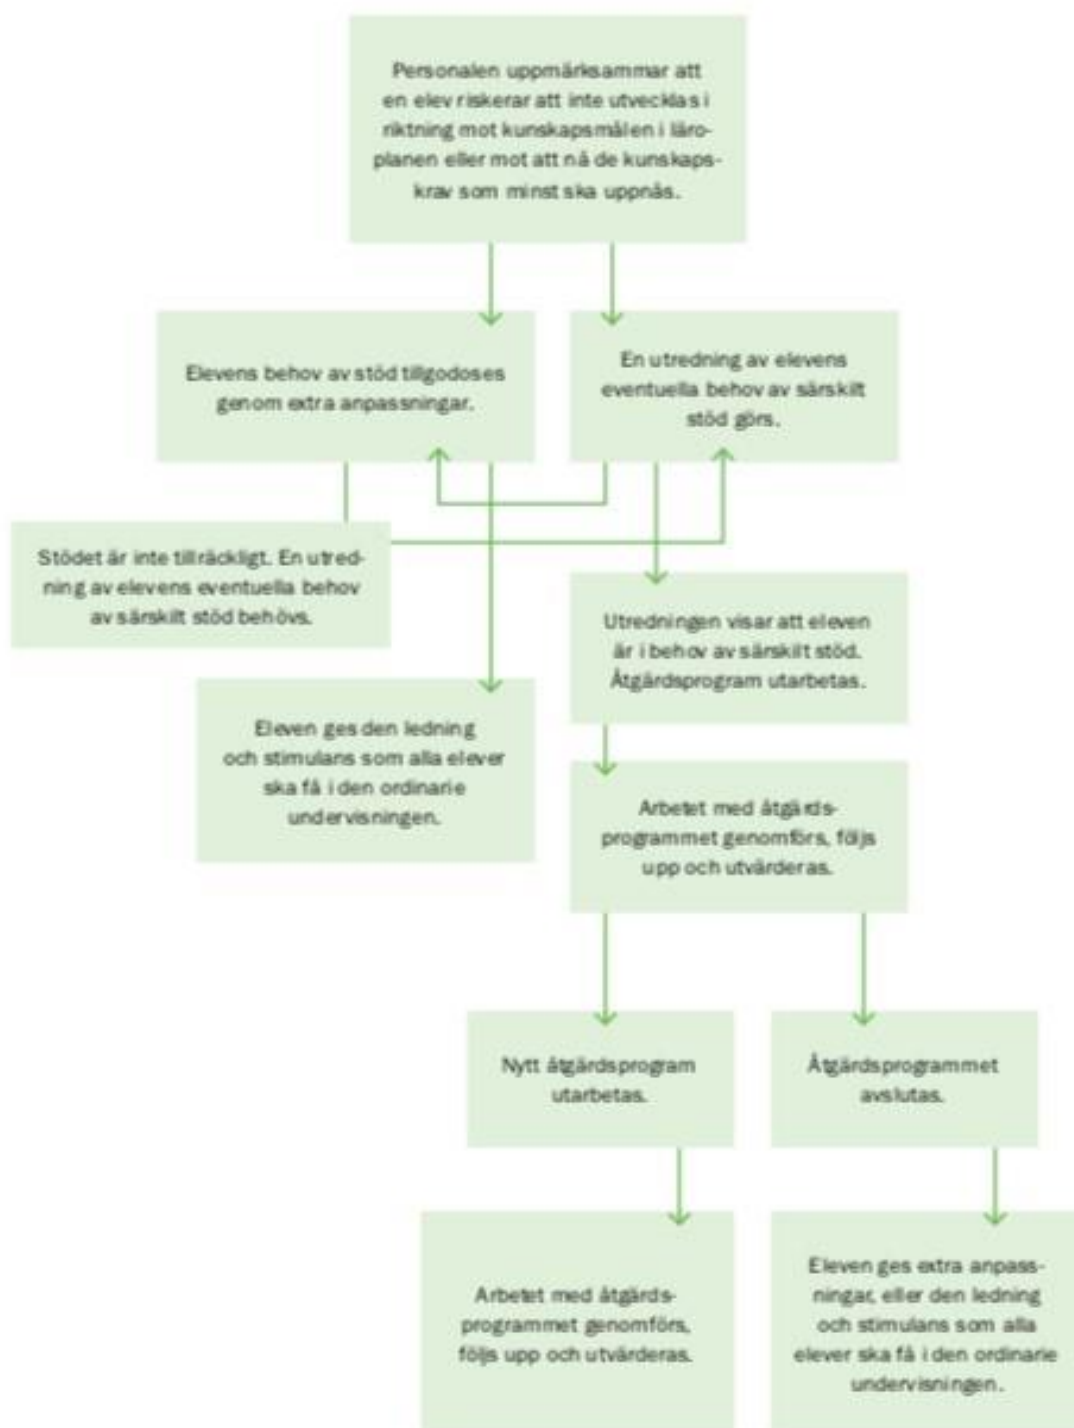 Personalen uppmärksammar att
en elev riskerar att inte utvecklas i
riktning mot kunskapsmålen i läro-
planen eller mot att nå de kunskaps-
krav som minst ska uppnås.
Elevens behov av stöd tillgodoses
genom extra anpassningar.
En utredning av elevens
eventuella behov av särskilt
stöd görs.
Stödet är inte tillräckligt. En utred-
ning av elevens eventuella behov
av särskilt stöd behövs.
Utredningen visar att eleven
är i behov av särskilt stöd.
Åtgärdsprogram utarbetas.
Eleven ges den ledning
och stimulans som alla elever
ska få i den ordinarie
undervisningen.
Arbetet med åtgärds-
programmet genomförs, följs
upp och utvärderas.
Nytt åtgärdsprogram
utarbetas.
Åtgärdsprogrammet
avslutas.
Arbetet med åtgärds-
programmet genomförs,
följs upp och utvärderas.
Eleven ges extra anpass-
ningar, eller den ledning
och stimulans som alla
elever ska få i den ordinarie
undervisningen.